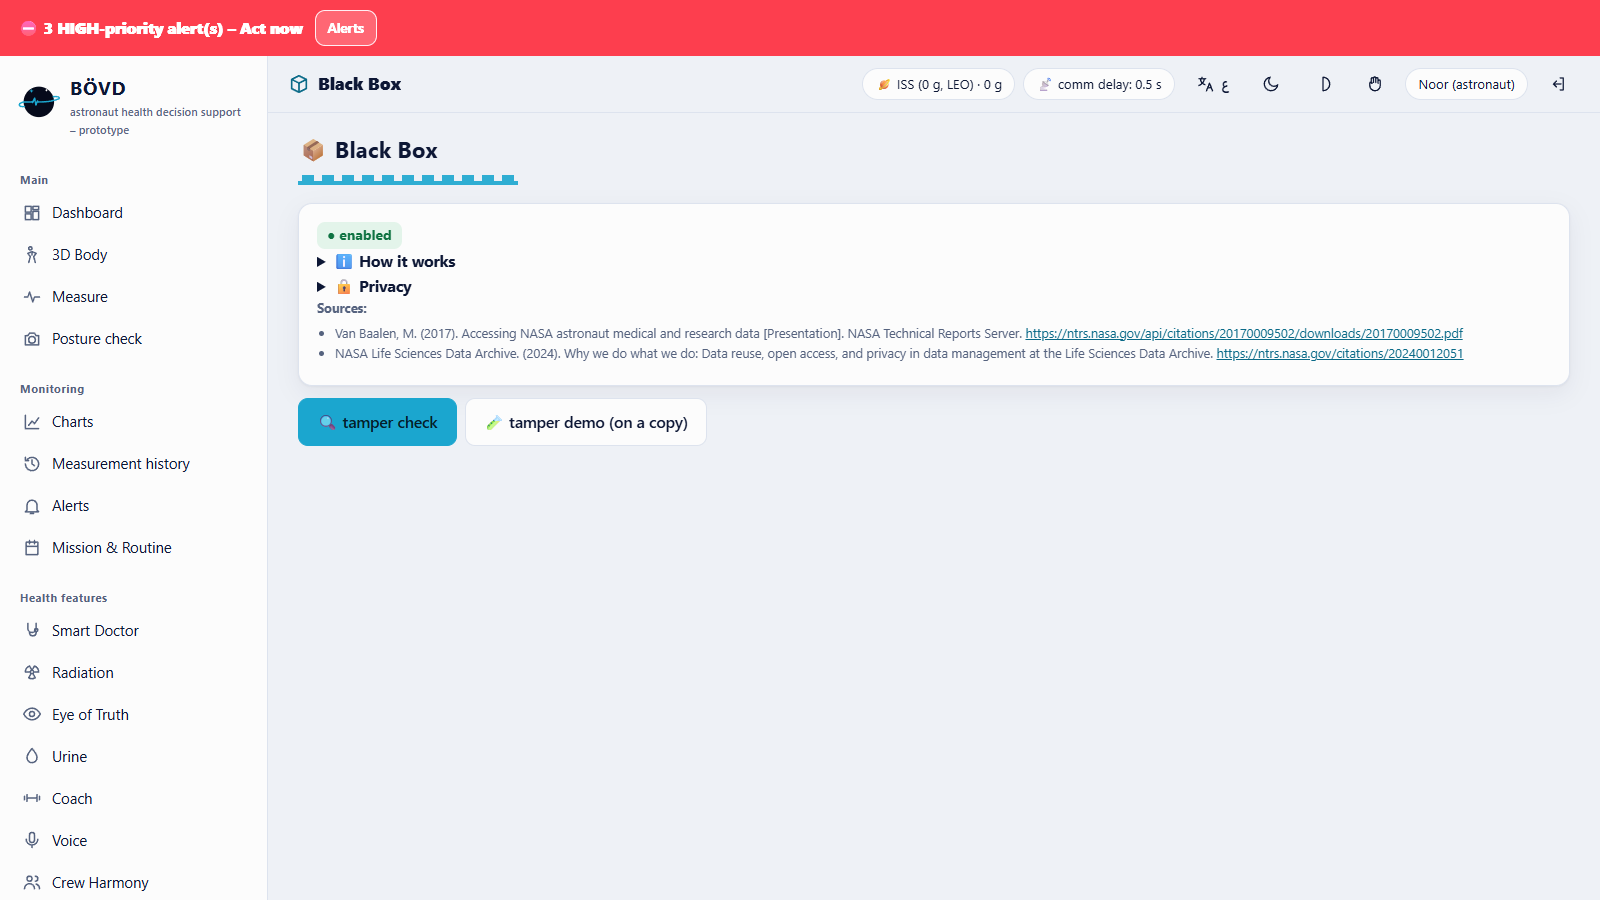 3 HIGH-priority alert(s) – Act now
Alerts
BÖVD
astronaut health decision support
– prototype
Black Box
ISS (0 g, LEO) · 0 g
comm delay: 0.5 s
ع
Noor (astronaut)
Main
Dashboard
3D Body
Measure
Posture check
Monitoring
Charts
Measurement history
Alerts
Mission & Routine
Health features
Smart Doctor
Radiation
Eye of Truth
Urine
Coach
Voice
Crew Harmony
Black Box
● enabled
How it works
Privacy
Sources:
Van Baalen, M. (2017). Accessing NASA astronaut medical and research data [Presentation]. NASA Technical Reports Server. https://ntrs.nasa.gov/api/citations/20170009502/downloads/20170009502.pdf
NASA Life Sciences Data Archive. (2024). Why we do what we do: Data reuse, open access, and privacy in data management at the Life Sciences Data Archive. https://ntrs.nasa.gov/citations/20240012051
tamper check
tamper demo (on a copy)